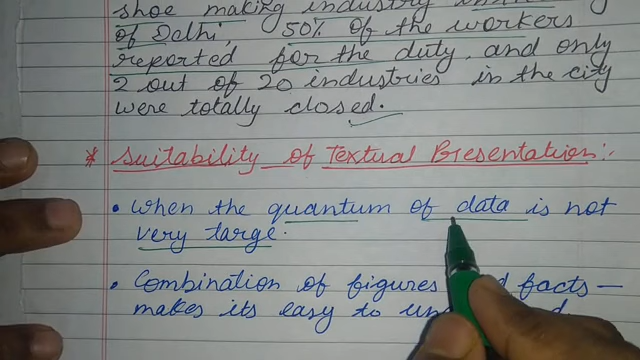 shoe making industry
of Delhi, 50% of the workers
reported for the duty, and only
2 out of 20 industries in the city
were totally closed.
* Suitability of Textual Presentation:-
• When the quantum of data is not
very large.
• Combination of figures facts —
makes its easy to